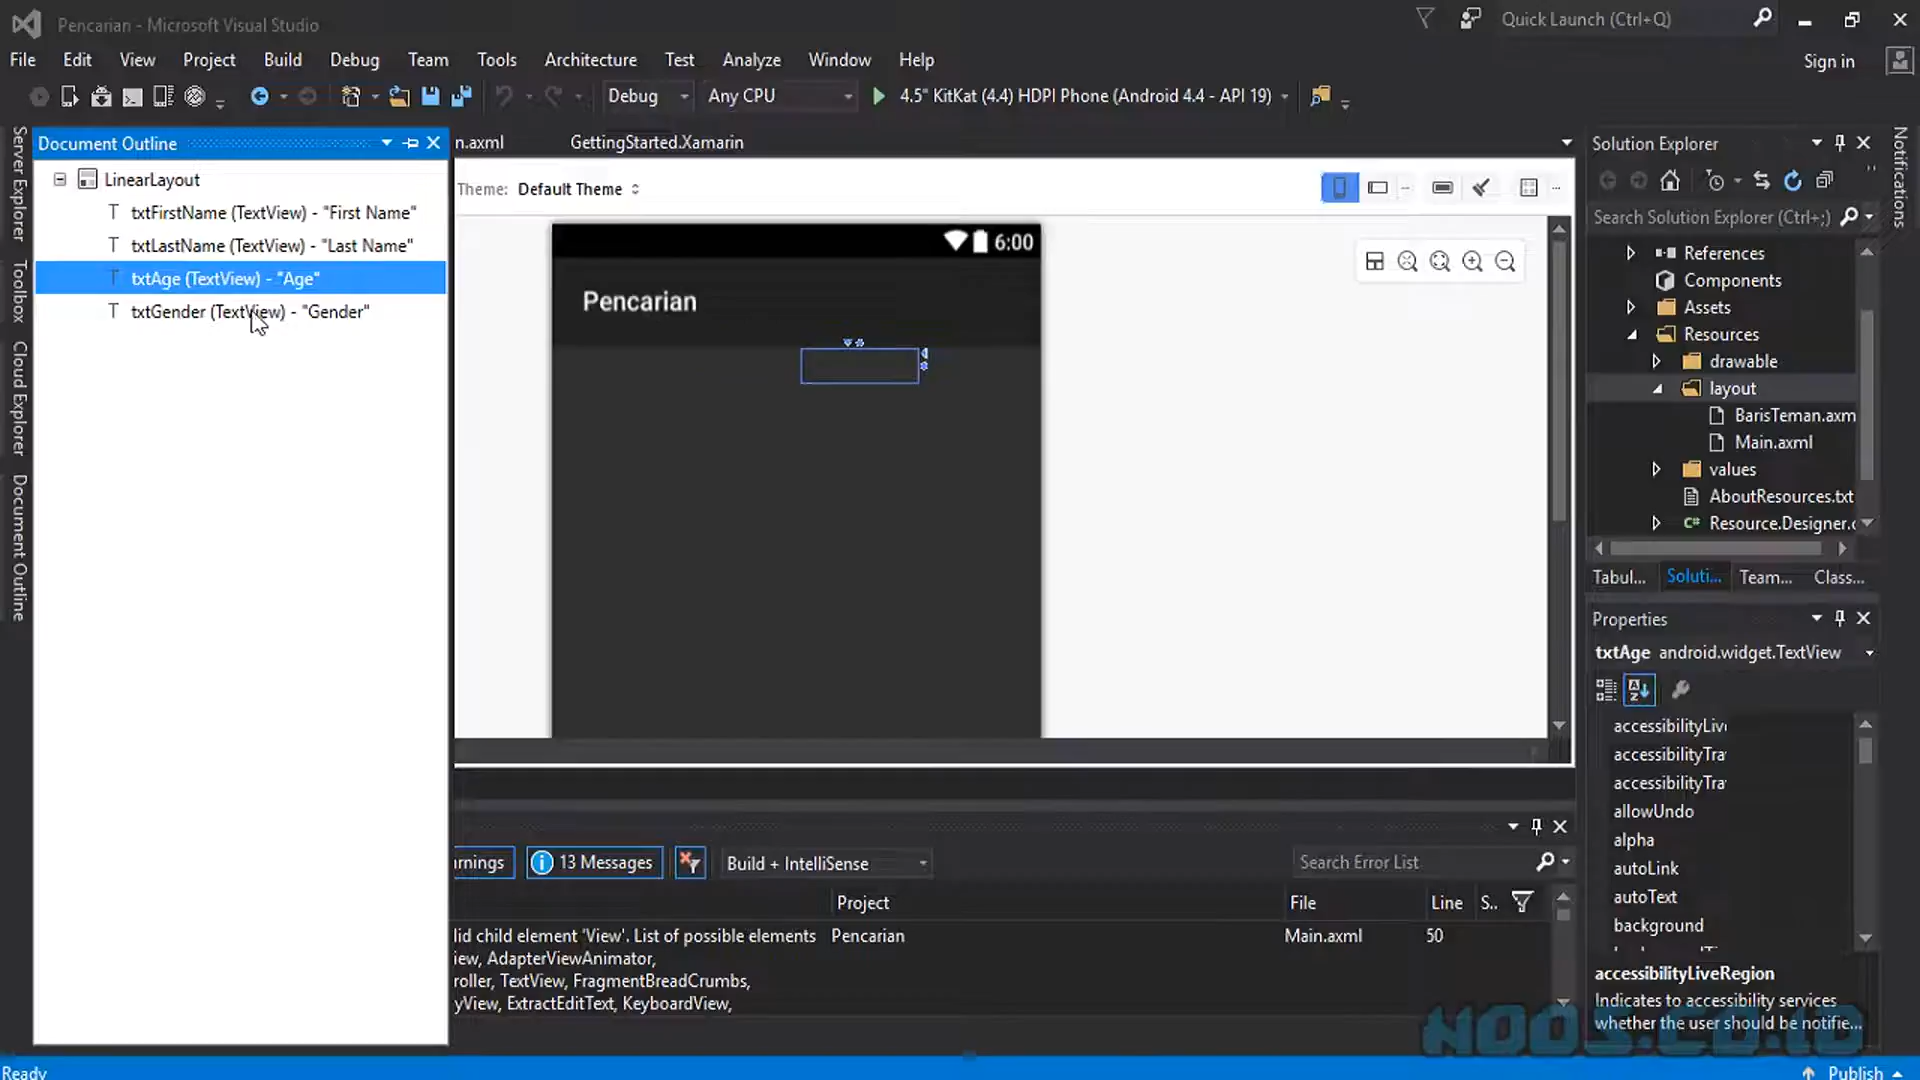 Pencarian - Microsoft Visual Studio
Quick Launch (Ctrl+Q)
File Edit View Project Build Debug Team Tools Architecture Test Analyze Window Help
Sign in
Debug Any CPU 4.5" KitKat (4.4) HDPI Phone (Android 4.4 - API 19)
Server Explorer
Toolbox
Cloud Explorer
Document Outline
Document Outline
LinearLayout
txtFirstName (TextView) - "First Name"
txtLastName (TextView) - "Last Name"
txtAge (TextView) - "Age"
txtGender (TextView) - "Gender"
n.axml GettingStarted.Xamarin
Theme: Default Theme
6:00
Pencarian
Solution Explorer
Notifications
Search Solution Explorer (Ctrl+;)
References
Components
Assets
Resources
drawable
layout
BarisTeman.axm
Main.axml
values
AboutResources.txt
Resource.Designer.c
Tabul... Soluti... Team... Class...
Properties
txtAge android.widget.TextView
accessibilityLiv
accessibilityTra
accessibilityTra
allowUndo
alpha
autoLink
autoText
background
accessibilityLiveRegion
Indicates to accessibility services
whether the user should be notifie...
rnings 13 Messages Build + IntelliSense Search Error List
Project File Line S..
lid child element 'View'. List of possible elements Pencarian Main.axml 50
iew, AdapterViewAnimator,
roller, TextView, FragmentBreadCrumbs,
yView, ExtractEditText, KeyboardView,
NOOS.CO.ID
Ready
Publish